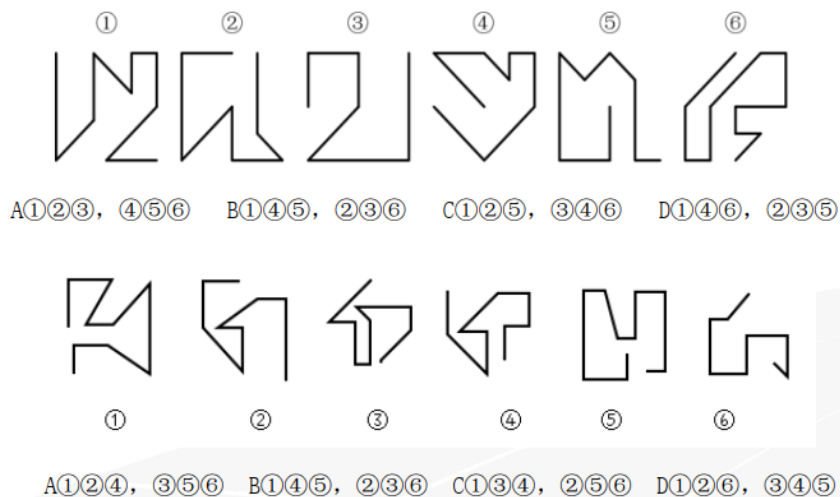 ① ② ③ ④ ⑤ ⑥
A①②③, ④⑤⑥ B①④⑤, ②③⑥ C①②⑤, ③④⑥ D①④⑥, ②③⑤
① ② ③ ④ ⑤ ⑥
A①②④, ③⑤⑥ B①④⑤, ②③⑥ C①③④, ②⑤⑥ D①②⑥, ③④⑤